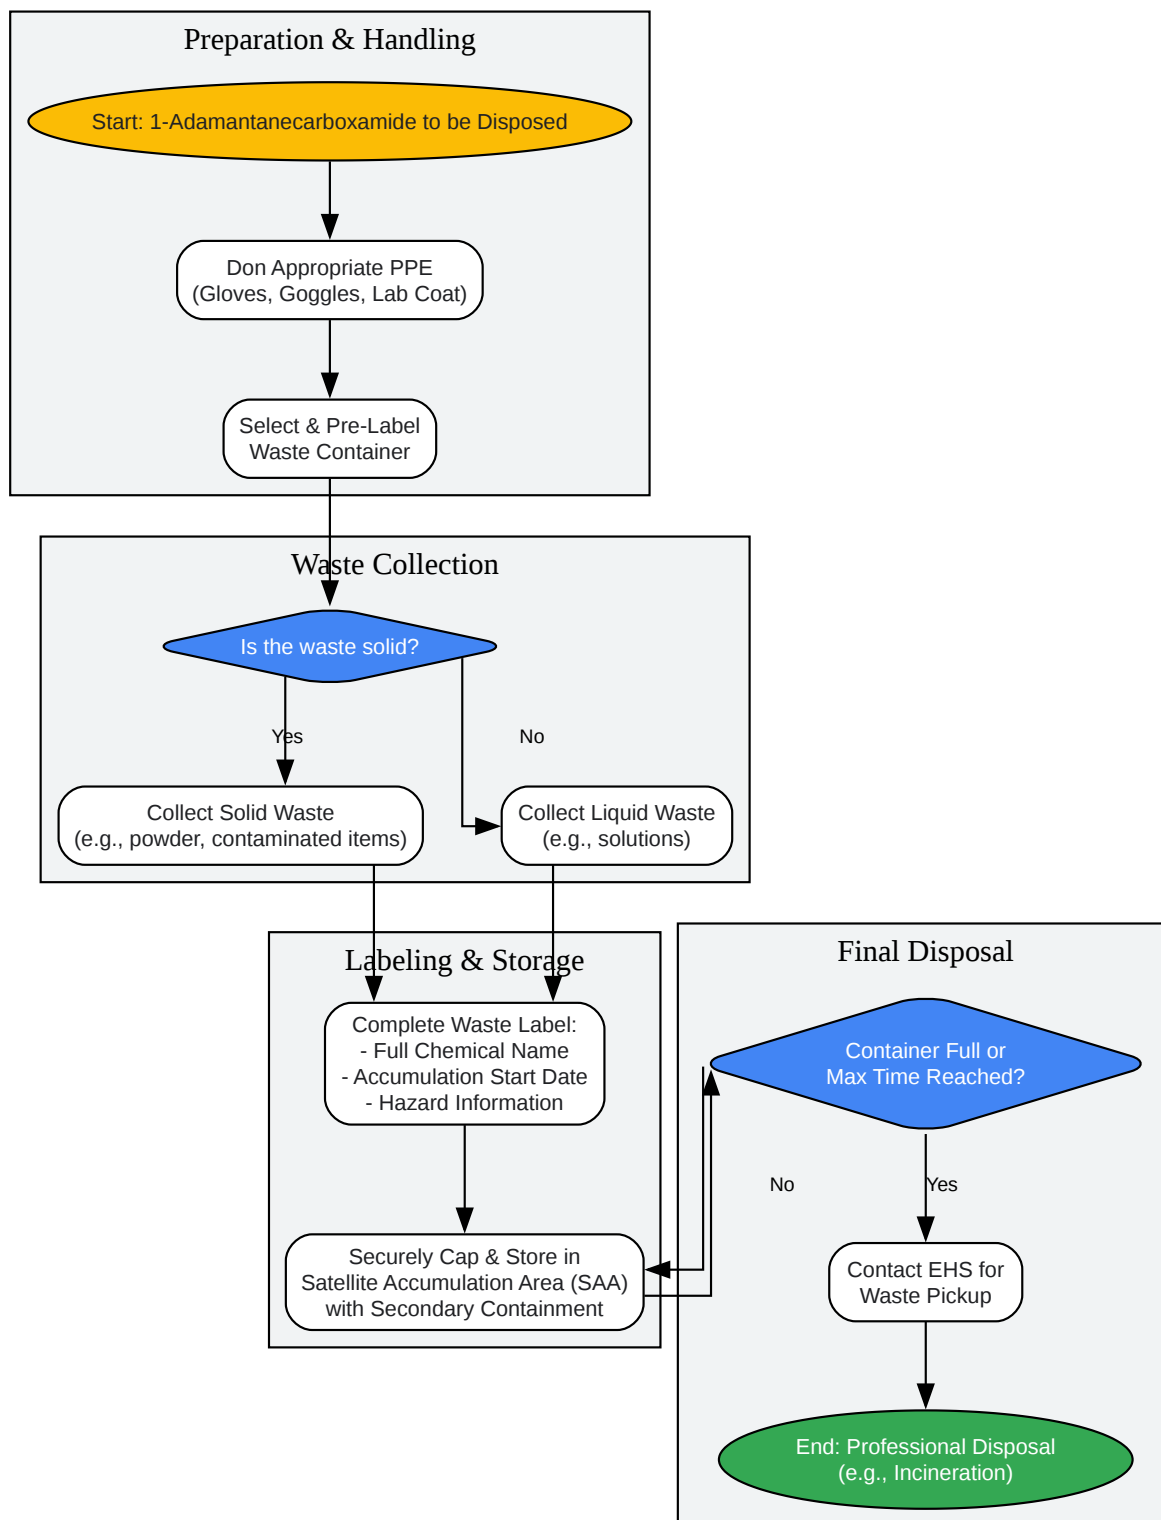 Preparation & Handling
Start: 1-Adamantanecarboxamide to be Disposed
Don Appropriate PPE
(Gloves, Goggles, Lab Coat)
Select & Pre-Label
Waste Container
Waste Collection
Is the waste solid?
Yes
No
Collect Solid Waste
(e.g., powder, contaminated items)
Collect Liquid Waste
(e.g., solutions)
Labeling & Storage
Complete Waste Label:
- Full Chemical Name
- Accumulation Start Date
- Hazard Information
Securely Cap & Store in
Satellite Accumulation Area (SAA)
with Secondary Containment
Final Disposal
Container Full or
Max Time Reached?
No
Yes
Contact EHS for
Waste Pickup
End: Professional Disposal
(e.g., Incineration)